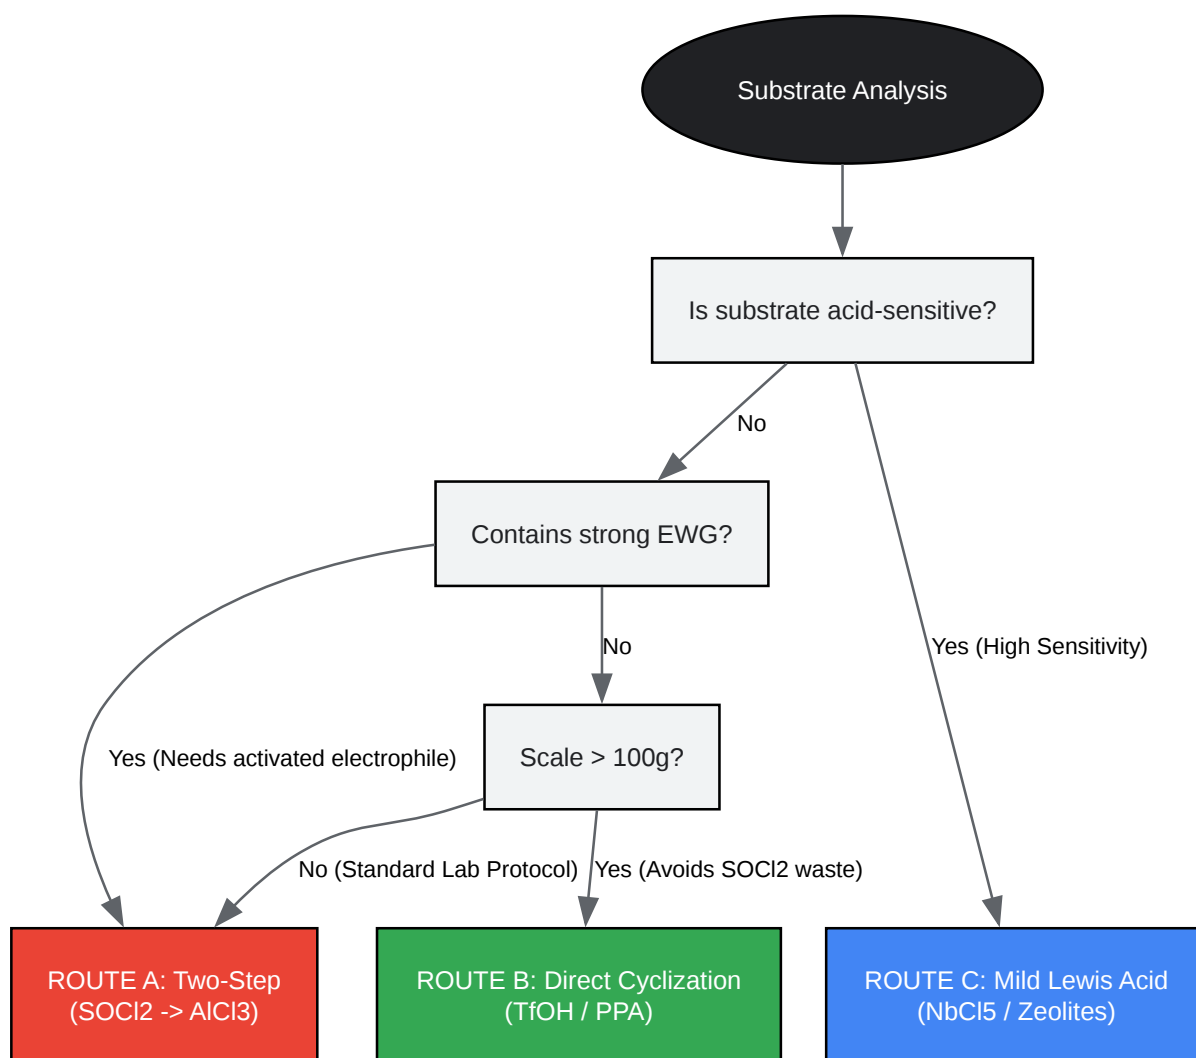 Substrate Analysis
Is substrate acid-sensitive?
No
Contains strong EWG?
No
Yes (High Sensitivity)
Yes (Needs activated electrophile)
Scale > 100g?
No (Standard Lab Protocol)
Yes (Avoids SOCl2 waste)
ROUTE A: Two-Step
(SOCl2 -> AlCl3)
ROUTE B: Direct Cyclization
(TfOH / PPA)
ROUTE C: Mild Lewis Acid
(NbCl5 / Zeolites)